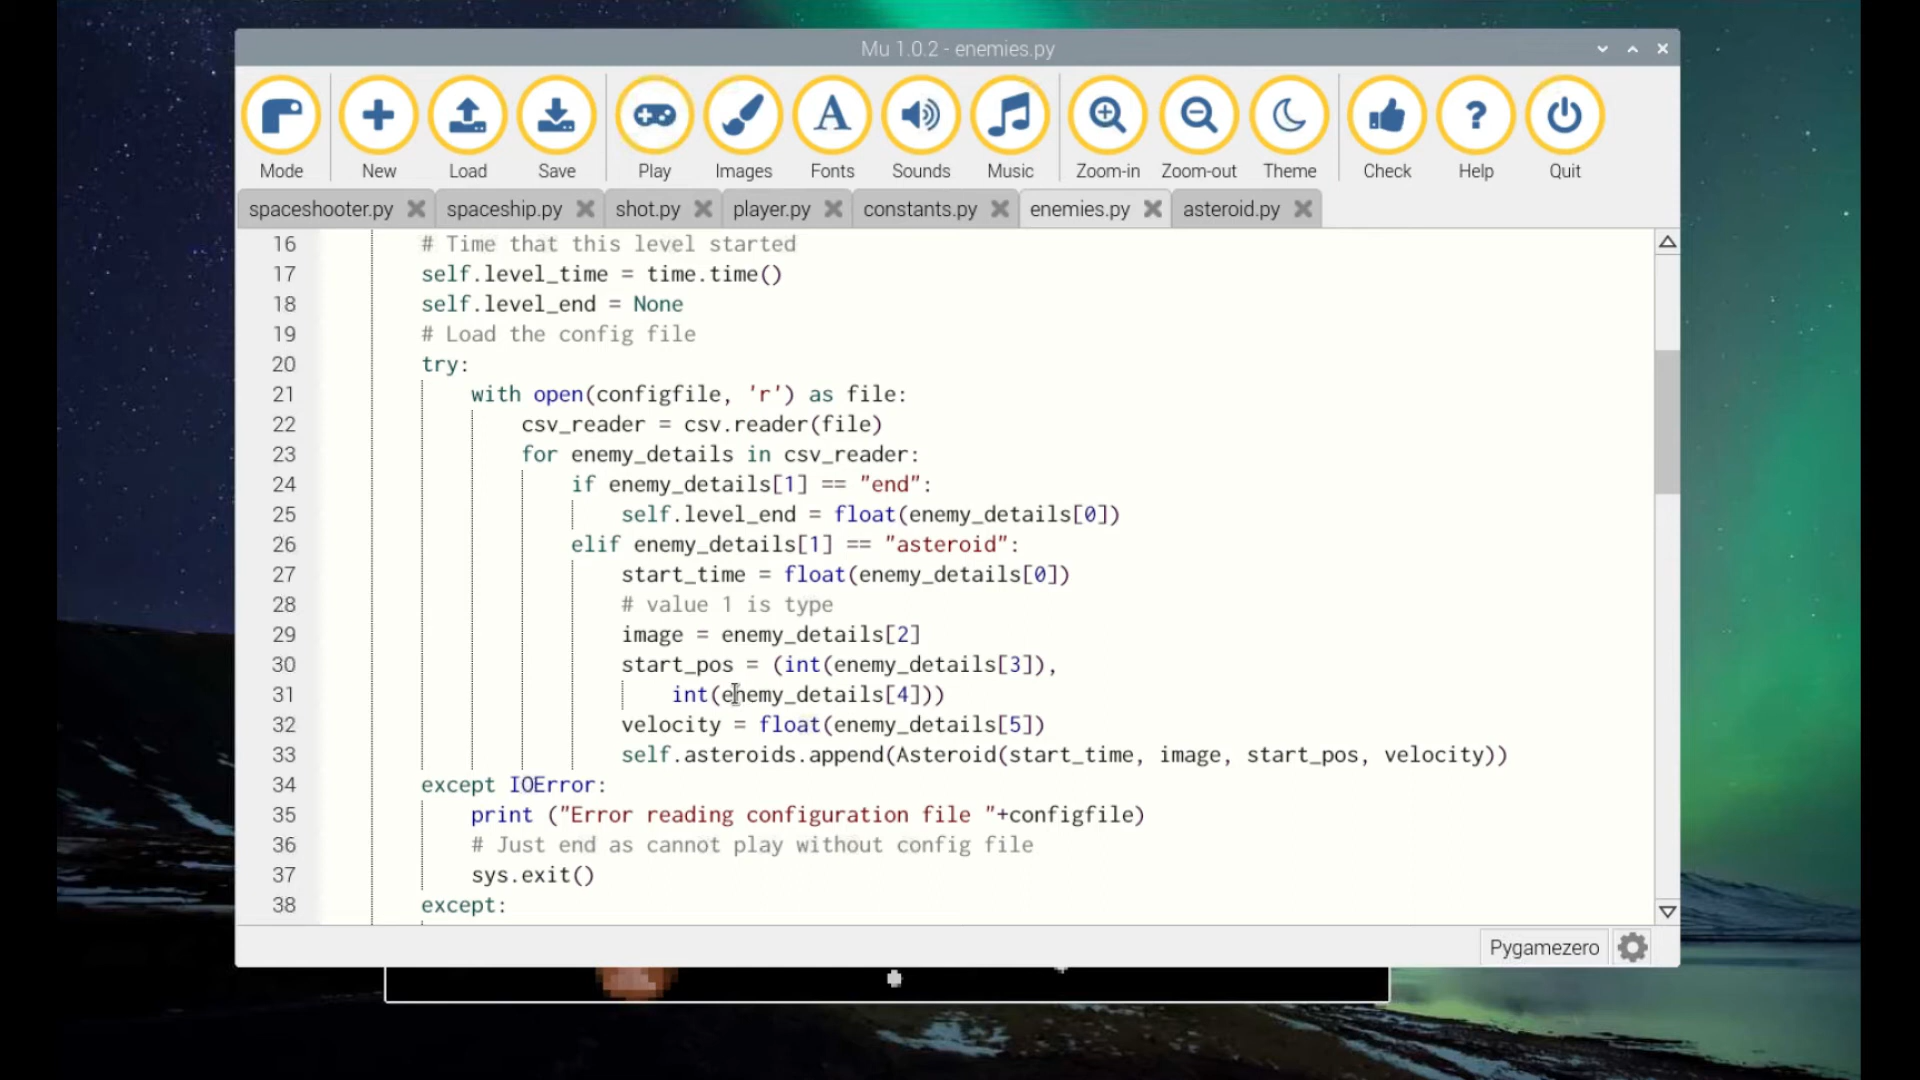 Mu 1.0.2 - enemies.py
Mode New Load Save Play Images Fonts Sounds Music Zoom-in Zoom-out Theme Check Help Quit
spaceshooter.py spaceship.py shot.py player.py constants.py enemies.py asteroid.py
16 # Time that this level started
17 self.level_time = time.time()
18 self.level_end = None
19 # Load the config file
20 try:
21 with open(configfile, 'r') as file:
22 csv_reader = csv.reader(file)
23 for enemy_details in csv_reader:
24 if enemy_details[1] == "end":
25 self.level_end = float(enemy_details[0])
26 elif enemy_details[1] == "asteroid":
27 start_time = float(enemy_details[0])
28 # value 1 is type
29 image = enemy_details[2]
30 start_pos = (int(enemy_details[3]),
31 int(enemy_details[4]))
32 velocity = float(enemy_details[5])
33 self.asteroids.append(Asteroid(start_time, image, start_pos, velocity))
34 except IOError:
35 print ("Error reading configuration file "+configfile)
36 # Just end as cannot play without config file
37 sys.exit()
38 except:
Pygamezero